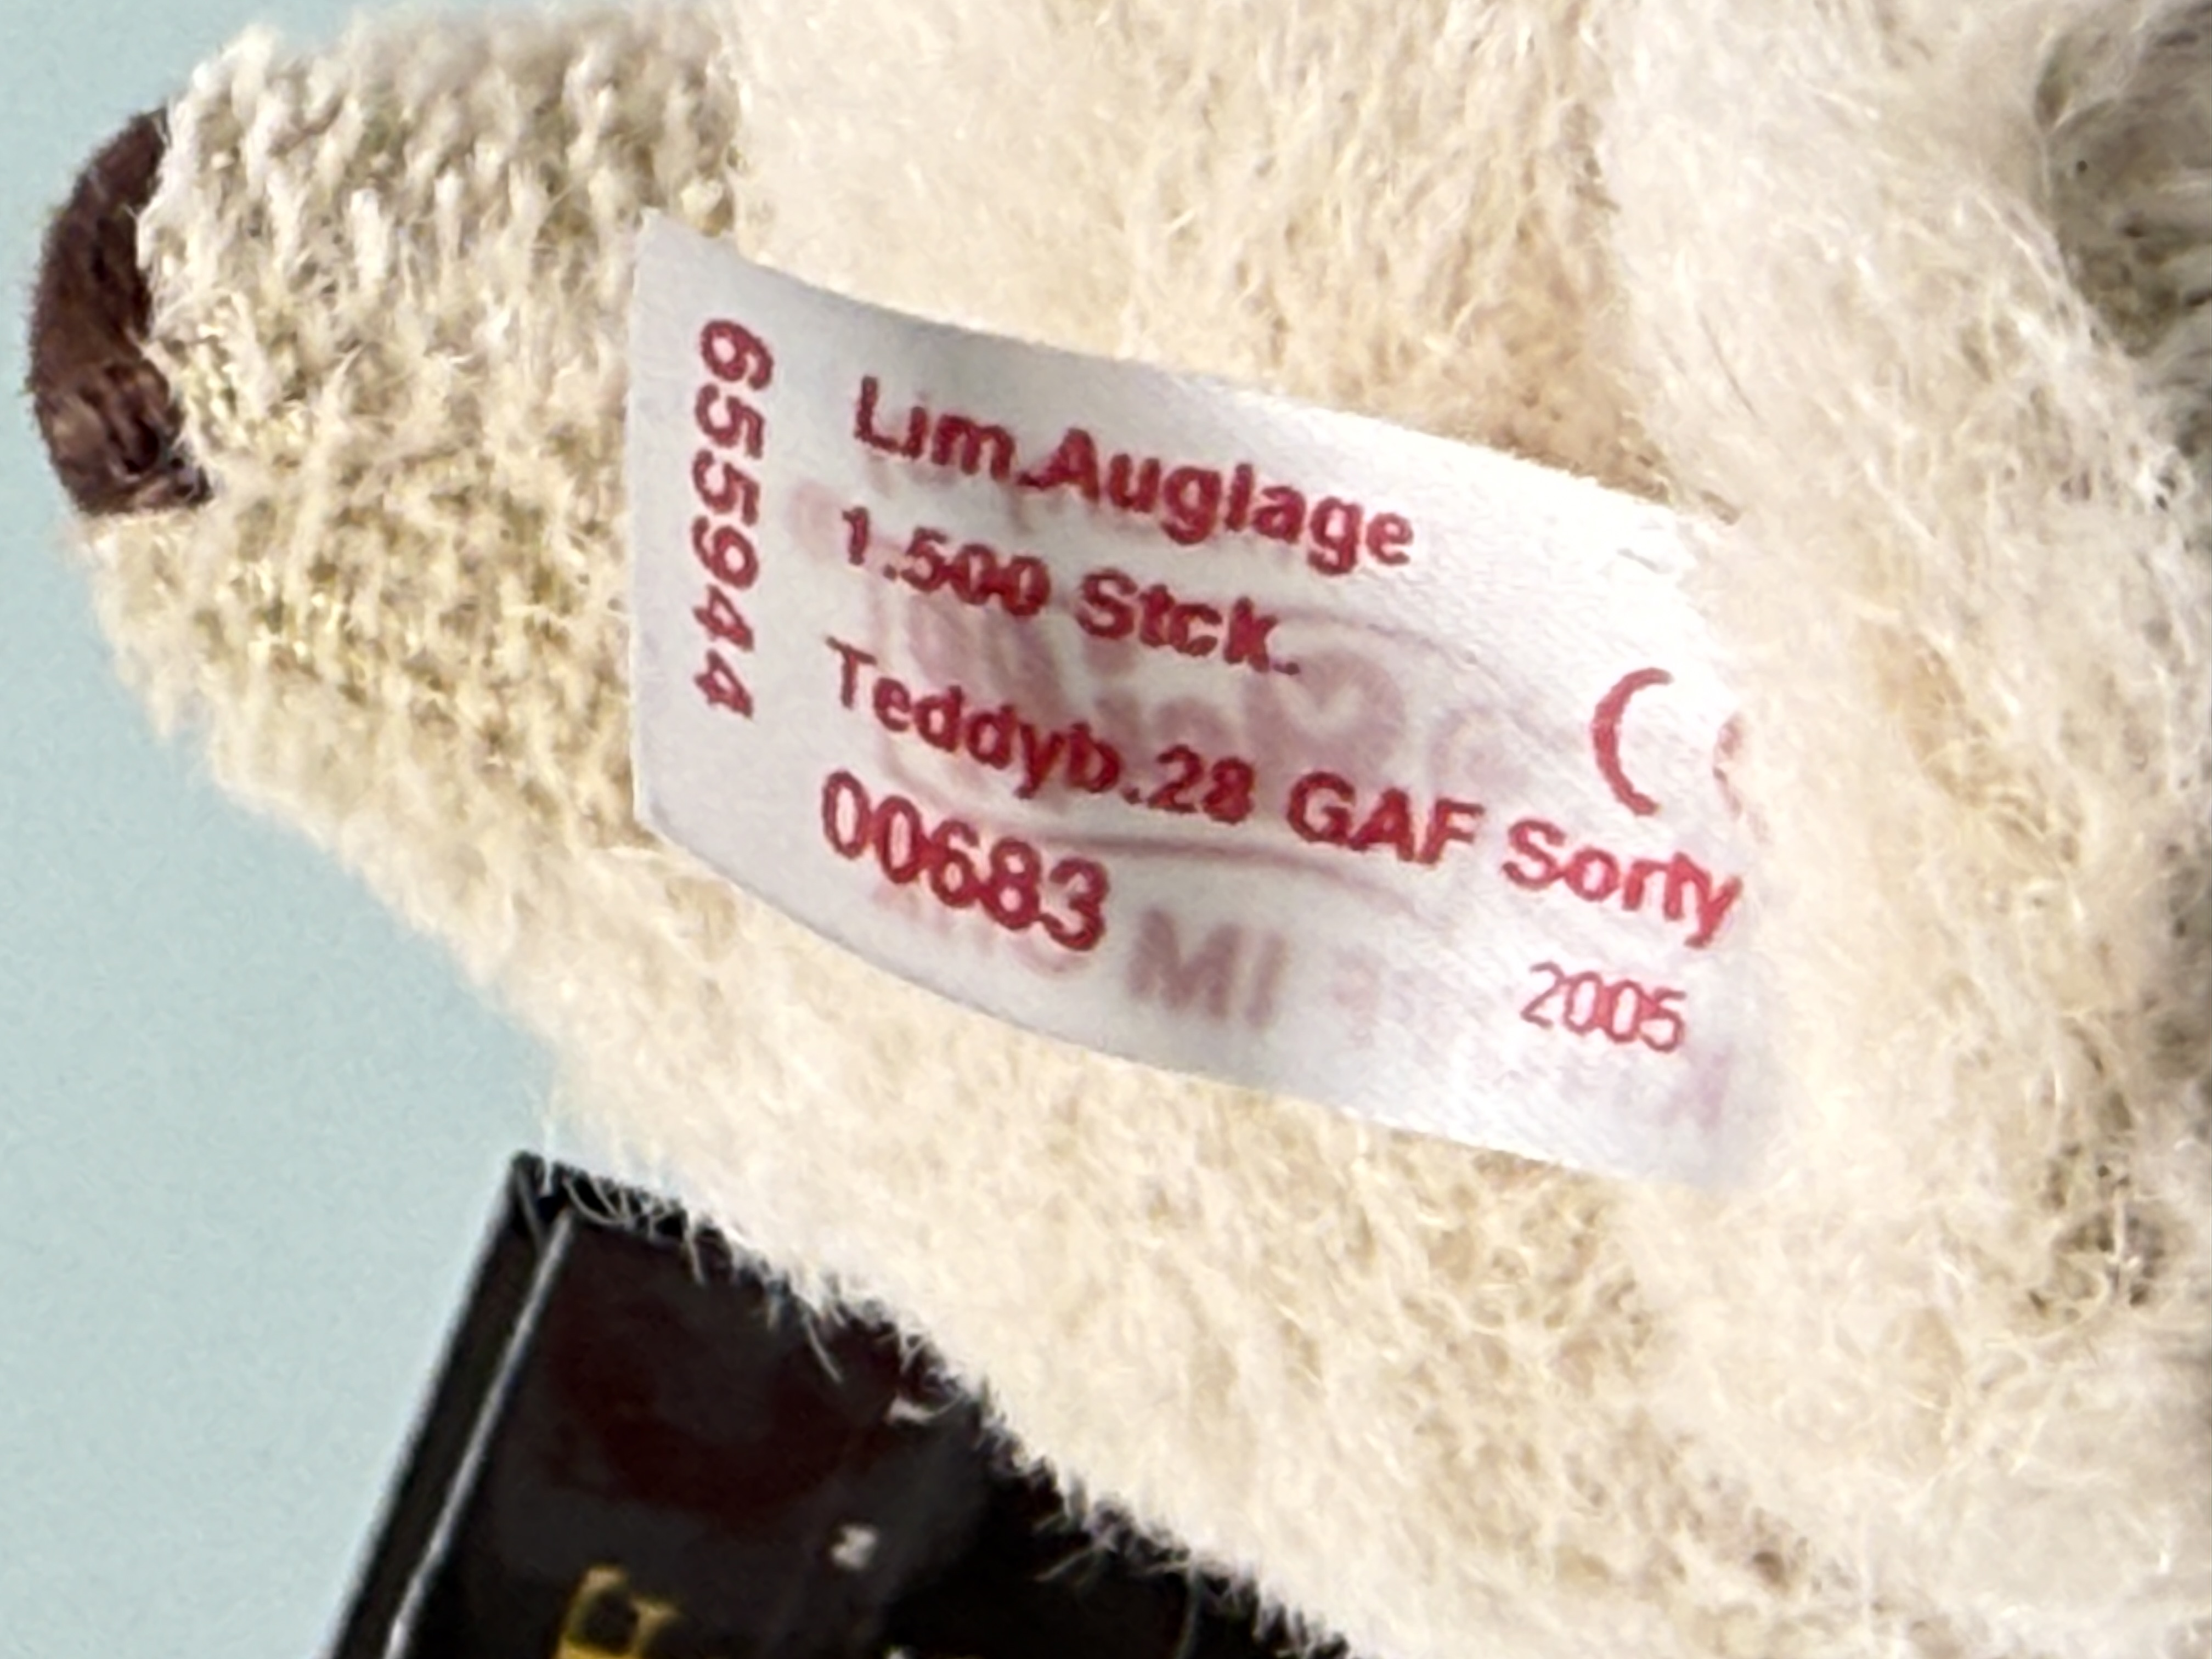 655944
Lim.Auglage
1.500 Stck.
Teddyb.28 GAF Sorty
00683
2005